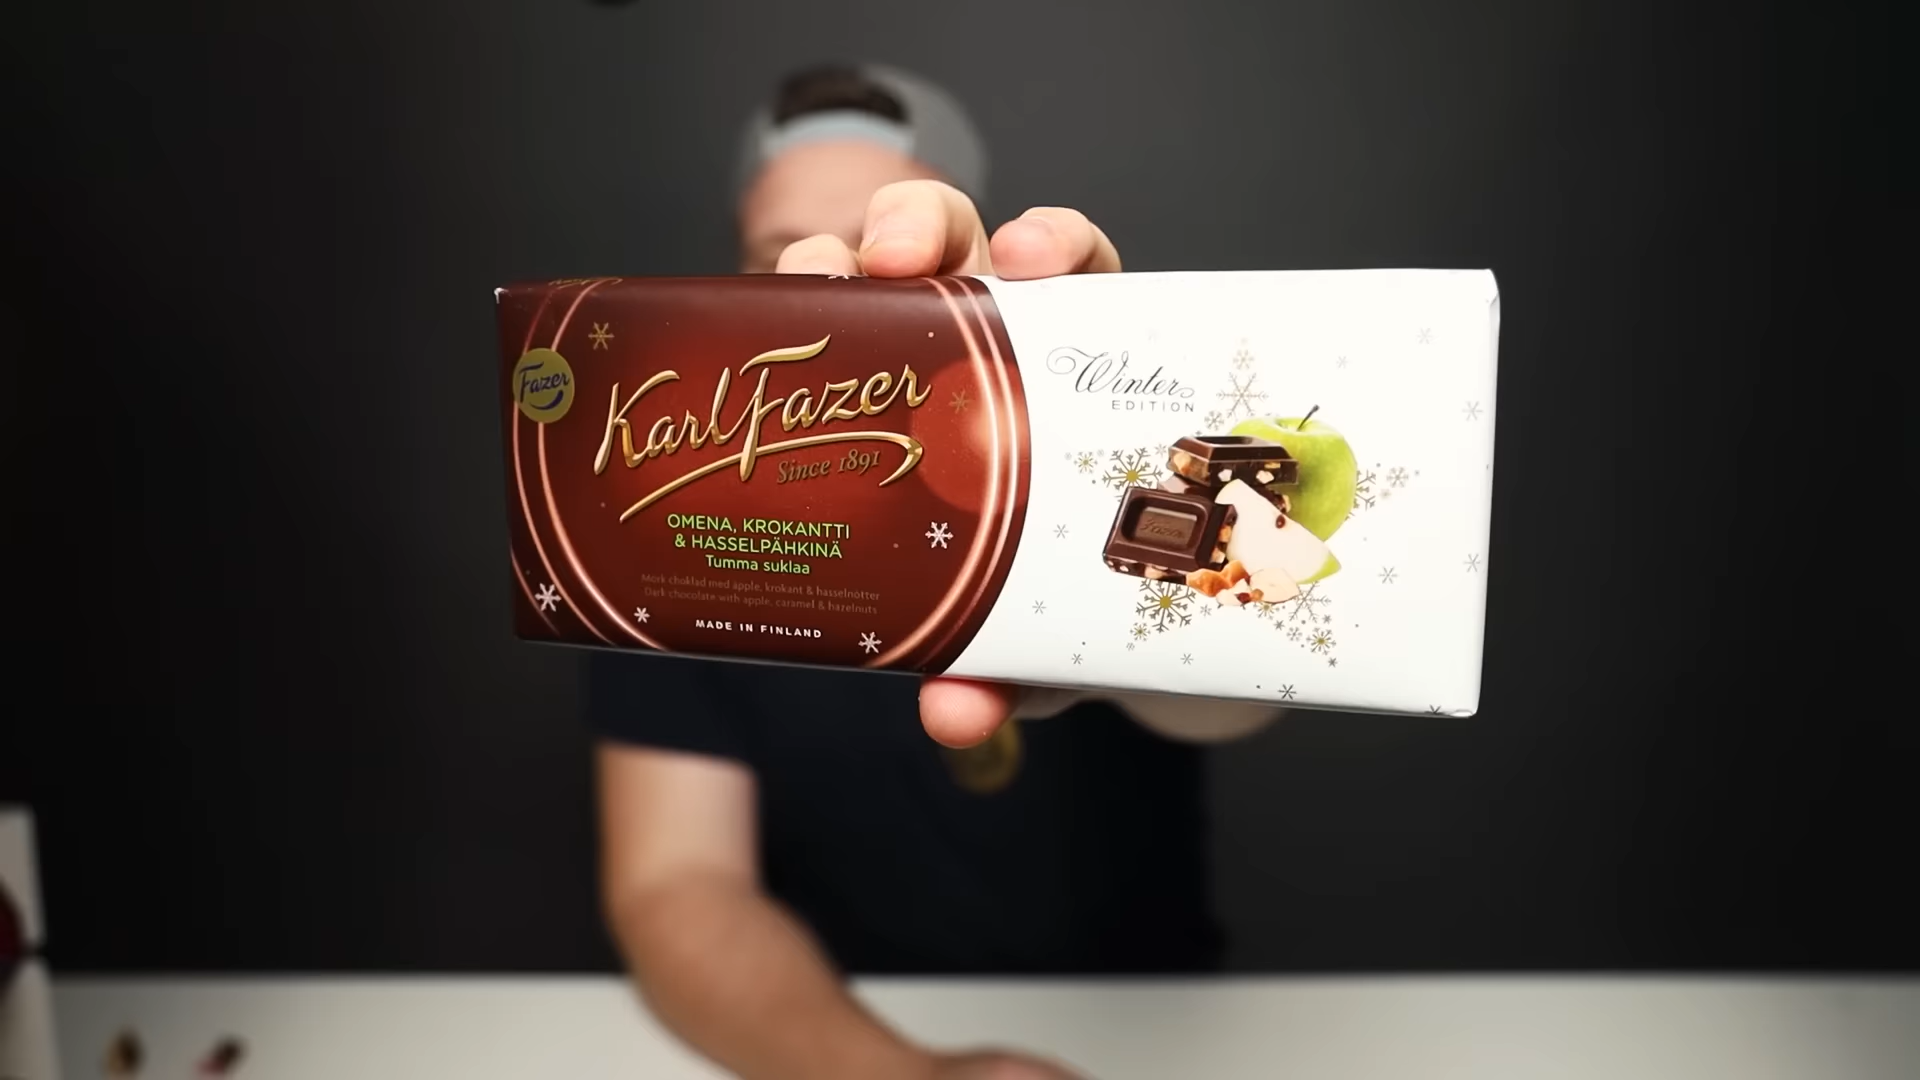 Fazer
Karl Fazer
Since 1891
OMENA, KROKANTTI
& HASSELPÄHKINÄ
Tumma suklaa
Mörk choklad med äpple, krokant & hasselnötter
Dark chocolate with apple, caramel & hazelnuts
MADE IN FINLAND
Winter
EDITION
Fazer